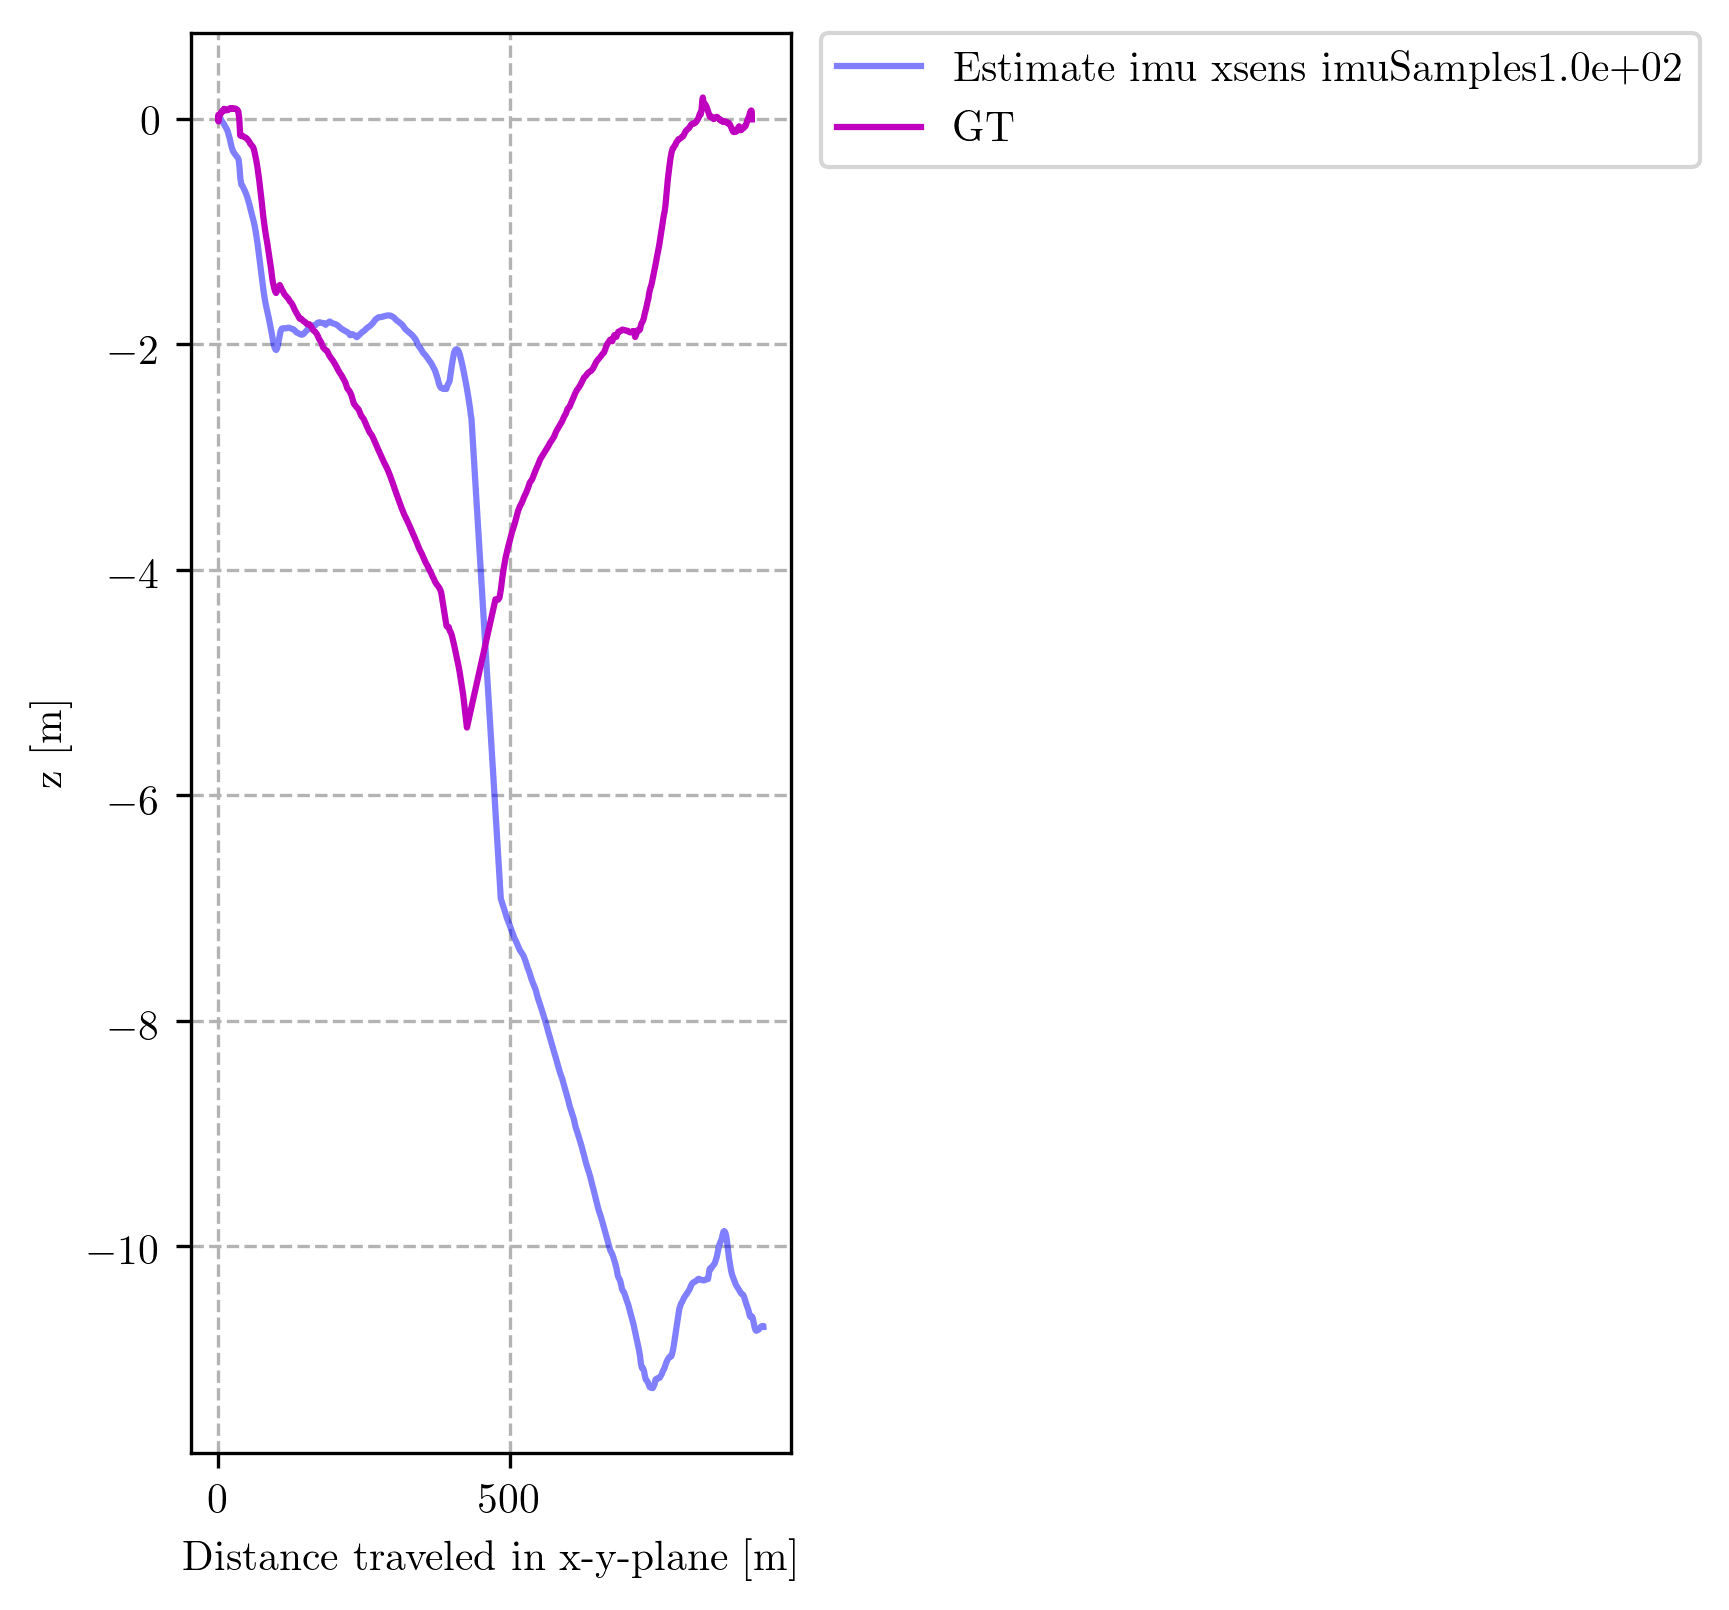 Estimate imu xsens imuSamples1.0e+02
GT
0
−2
−4
−6
−8
−10
z [m]
0 500
Distance traveled in x-y-plane [m]